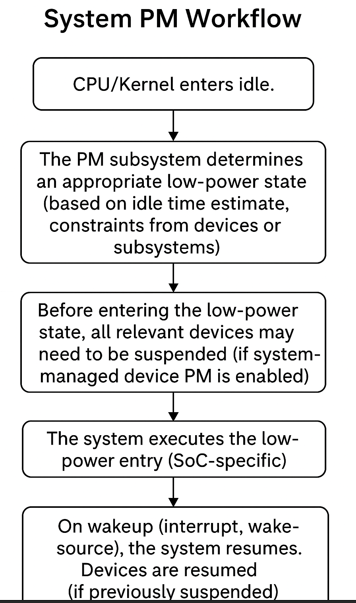 System PM Workflow
CPU/Kernel enters idle.
The PM subsystem determines
an appropriate low-power state
(based on idle time estimate,
constraints from devices or
subsystems)
Before entering the low-power
state, all relevant devices may
need to be suspended (if system-
managed device PM is enabled)
The system executes the low-
power entry (SoC-specific)
On wakeup (interrupt, wake-
source), the system resumes.
Devices are resumed
(if previously suspended)